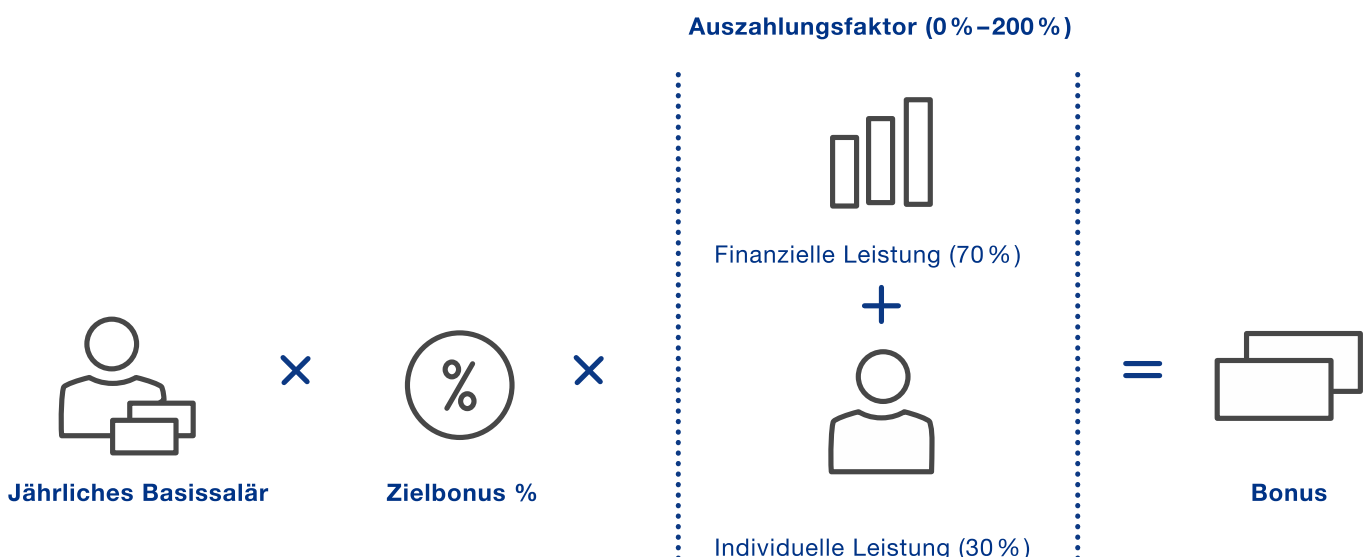 Auszahlungsfaktor (0 %–200 %)
Finanzielle Leistung (70 %)
+
×
%
×
=
Jährliches Basissalär
Zielbonus %
Bonus
Individuelle Leistung (30 %)